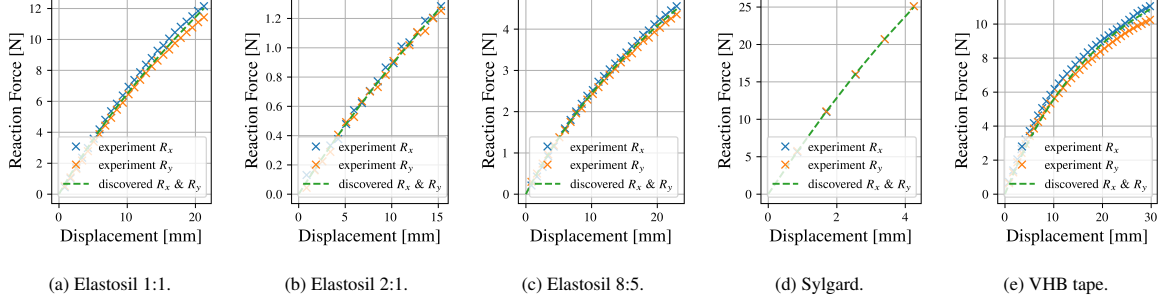 Reaction Force [N]
12
10
8
6
4
2
0
experiment Rx
experiment Ry
discovered Rx & Ry
0
10
20
Displacement [mm]
(a) Elastosil 1:1.
Reaction Force [N]
1.2
1.0
0.8
0.6
0.4
0.2
0.0
experiment Rx
experiment Ry
discovered Rx & Ry
0
5
10
15
Displacement [mm]
(b) Elastosil 2:1.
Reaction Force [N]
4
3
2
1
0
experiment Rx
experiment Ry
discovered Rx & Ry
0
10
20
Displacement [mm]
(c) Elastosil 8:5.
Reaction Force [N]
25
20
15
10
5
0
experiment Rx
experiment Ry
discovered Rx & Ry
0
2
4
Displacement [mm]
(d) Sylgard.
Reaction Force [N]
10
8
6
4
2
0
experiment Rx
experiment Ry
discovered Rx & Ry
0
10
20
30
Displacement [mm]
(e) VHB tape.